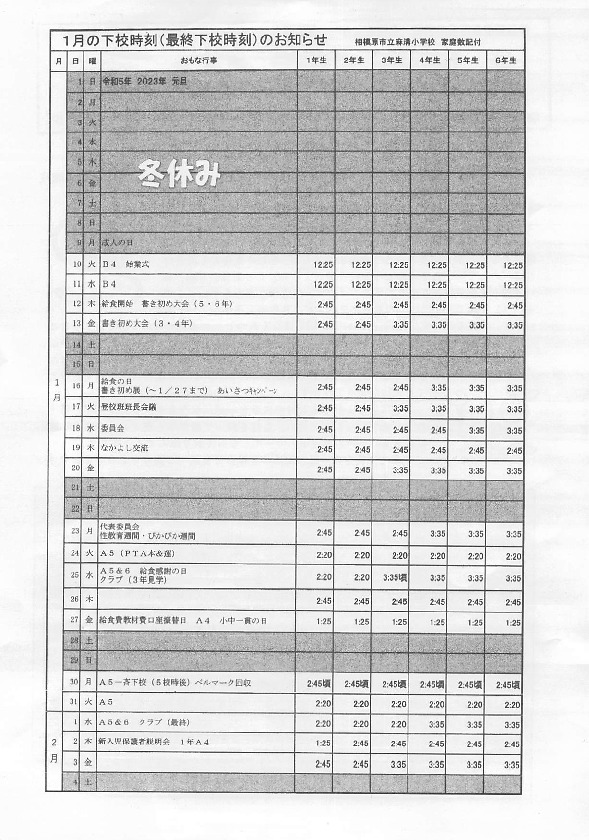 1月の下校時刻(最終下校時刻)のお知らせ 相模原市立麻溝小学校 家庭数配付
月 日 曜 おもな行事 1年生 2年生 3年生 4年生 5年生 6年生
1月
1 日 令和5年 2023年 元旦
2 月
3 火
4 水
5 木
冬休み
6 金
7 土
8 日
9 月 成人の日
10 火 B4 始業式 12:25 12:25 12:25 12:25 12:25 12:25
11 水 B4 12:25 12:25 12:25 12:25 12:25 12:25
12 木 給食開始 書き初め大会(5・6年) 2:45 2:45 2:45 2:45 2:45 2:45
13 金 書き初め大会(3・4年) 2:45 2:45 3:35 3:35 3:35 3:35
14 土
15 日
16 月 給食の日
書き初め展(~1/27まで) あいさつキャンペーン 2:45 2:45 2:45 3:35 3:35 3:35
17 火 登校班班長会議 2:45 2:45 3:35 3:35 3:35 3:35
18 水 委員会 2:45 2:45 2:45 2:45 3:35 3:35
19 木 なかよし交流 2:45 2:45 2:45 2:45 2:45 2:45
20 金 2:45 2:45 3:35 3:35 3:35 3:35
21 土
22 日
23 月 代表委員会
性教育週間・ぴかぴか週間 2:45 2:45 2:45 3:35 3:35 3:35
24 火 A5(PTA本&運) 2:20 2:20 2:20 2:20 2:20 2:20
25 水 A5&6 給食感謝の日
クラブ(3年見学) 2:20 2:20 3:35頃 3:35 3:35 3:35
26 木 2:45 2:45 2:45 2:45 2:45 2:45
27 金 給食費教材費口座振替日 A4 小中一貫の日 1:25 1:25 1:25 1:25 1:25 1:25
28 土
29 日
30 月 A5一斉下校(5校時後)ベルマーク回収 2:45頃 2:45頃 2:45頃 2:45頃 2:45頃 2:45頃
31 火 A5 2:20 2:20 2:20 2:20 2:20 2:20
2月
1 水 A5&6 クラブ(最終) 2:20 2:20 2:20 3:35 3:35 3:35
2 木 新入児保護者説明会 1年A4 1:25 2:45 2:45 2:45 2:45 2:45
3 金 2:45 2:45 3:35 3:35 3:35 3:35
4 土